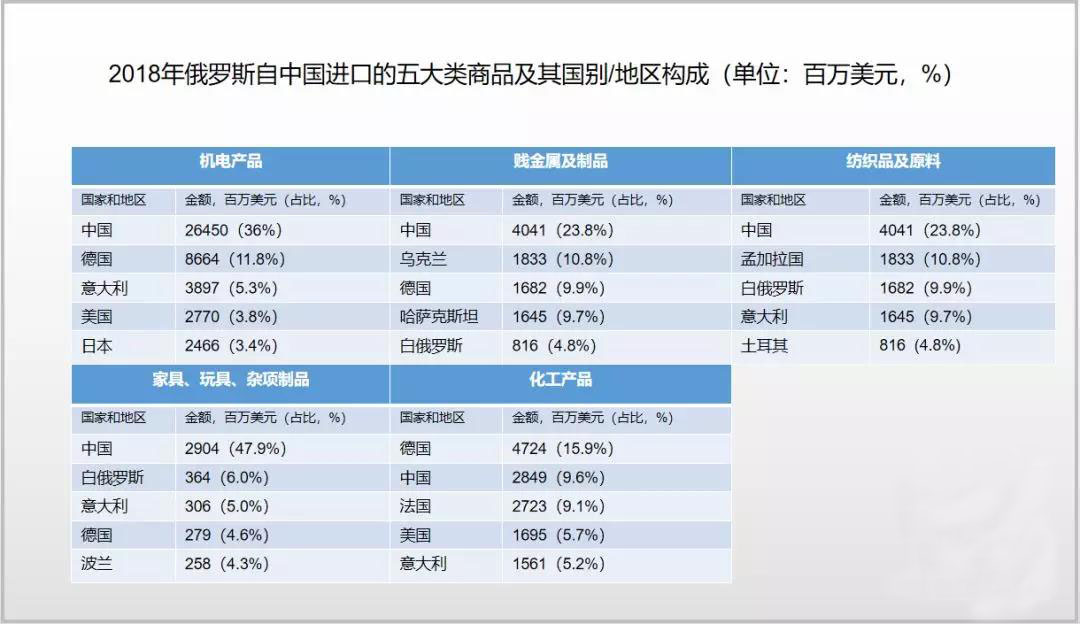 2018年俄罗斯自中国进口的五大类商品及其国别/地区构成（单位：百万美元，%）
机电产品 贱金属及制品 纺织品及原料
国家和地区 金额，百万美元（占比，%） 国家和地区 金额，百万美元（占比，%） 国家和地区 金额，百万美元（占比，%）
中国 26450（36%） 中国 4041（23.8%） 中国 4041（23.8%）
德国 8664（11.8%） 乌克兰 1833（10.8%） 孟加拉国 1833（10.8%）
意大利 3897（5.3%） 德国 1682（9.9%） 白俄罗斯 1682（9.9%）
美国 2770（3.8%） 哈萨克斯坦 1645（9.7%） 意大利 1645（9.7%）
日本 2466（3.4%） 白俄罗斯 816（4.8%） 土耳其 816（4.8%）
家具、玩具、杂项制品 化工产品
国家和地区 金额，百万美元（占比，%） 国家和地区 金额，百万美元（占比，%）
中国 2904（47.9%） 德国 4724（15.9%）
白俄罗斯 364（6.0%） 中国 2849（9.6%）
意大利 306（5.0%） 法国 2723（9.1%）
德国 279（4.6%） 美国 1695（5.7%）
波兰 258（4.3%） 意大利 1561（5.2%）